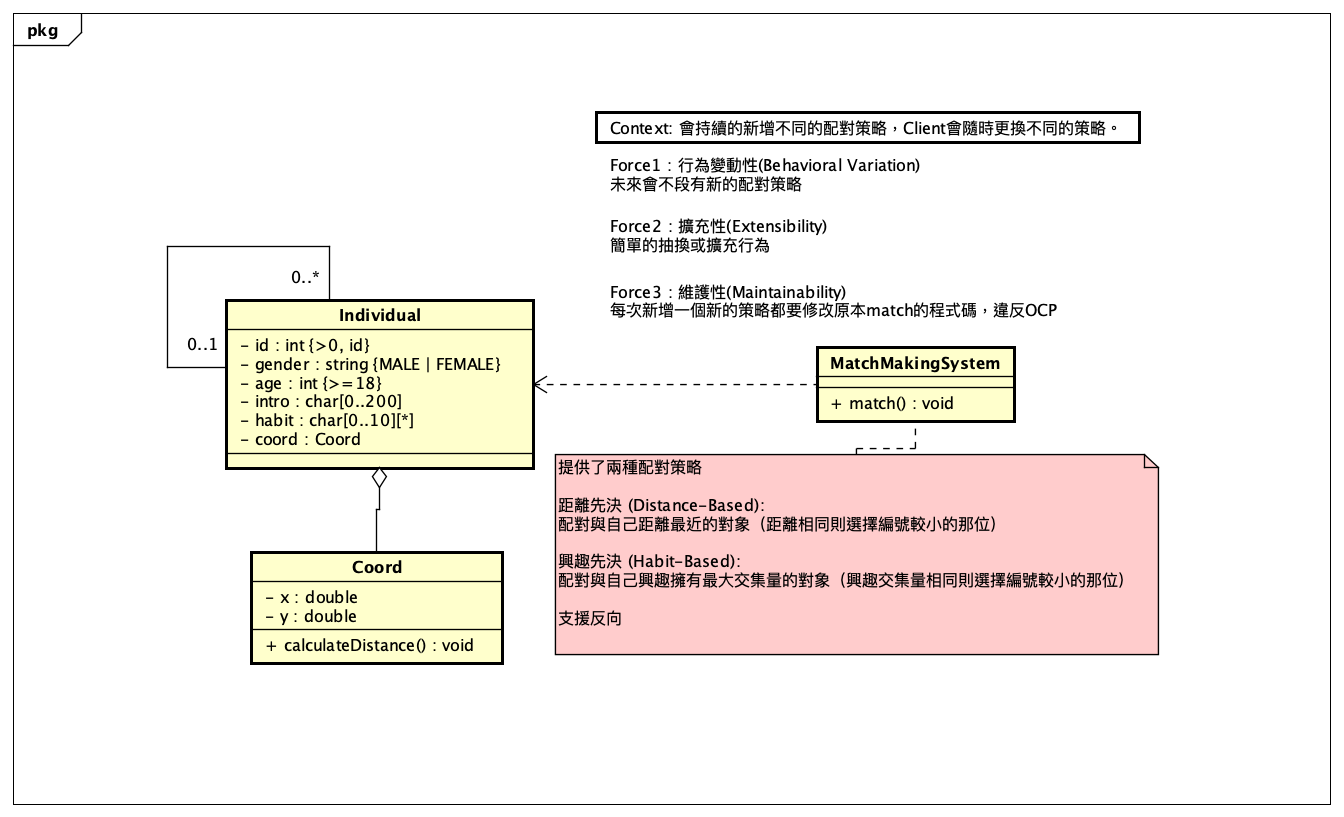 pkg
Context: 會持續的新增不同的配對策略，Client會隨時更換不同的策略。
Force1：行為變動性(Behavioral Variation)
未來會不段有新的配對策略
Force2：擴充性(Extensibility)
簡單的抽換或擴充行為
Force3：維護性(Maintainability)
每次新增一個新的策略都要修改原本match的程式碼，違反OCP
0..*
0..1
Individual
- id : int {>0, id}
- gender : string {MALE | FEMALE}
- age : int {>=18}
- intro : char[0..200]
- habit : char[0..10][*]
- coord : Coord
MatchMakingSystem
+ match() : void
提供了兩種配對策略
距離先決 (Distance-Based):
配對與自己距離最近的對象（距離相同則選擇編號較小的那位）
興趣先決 (Habit-Based):
配對與自己興趣擁有最大交集量的對象（興趣交集量相同則選擇編號較小的那位）
支援反向
Coord
- x : double
- y : double
+ calculateDistance() : void